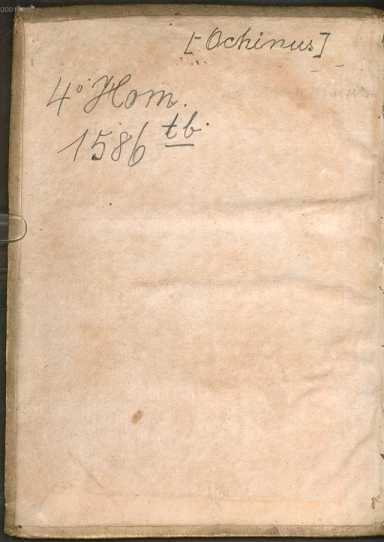 [Ochinus]
4° Hom.
1586 tb.